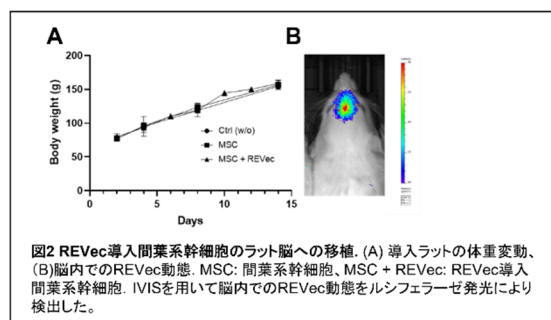 A
B
Body weight (g)
200
150
100
50
0
Ctrl (w/o)
MSC
MSC + REVec
0
5
10
15
Days
図2 REVec導入間葉系幹細胞のラット脳への移植. (A) 導入ラットの体重変動、
(B)脳内でのREVec動態. MSC: 間葉系幹細胞、MSC + REVec: REVec導入
間葉系幹細胞. IVISを用いて脳内でのREVec動態をルシフェラーゼ発光により
検出した。